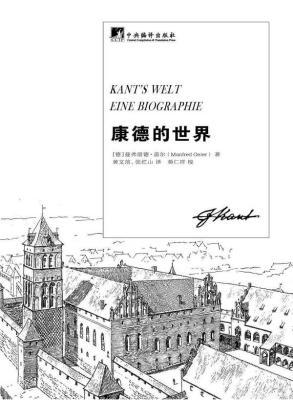 中央编译出版社
Central Compilation & Translation Press
KANT'S WELT
EINE BIOGRAPHIE
康德的世界
[德]曼弗雷德·盖尔(Manfred Geier) 著
黄文前、张红山 译 蒋仁祥 校
Kant